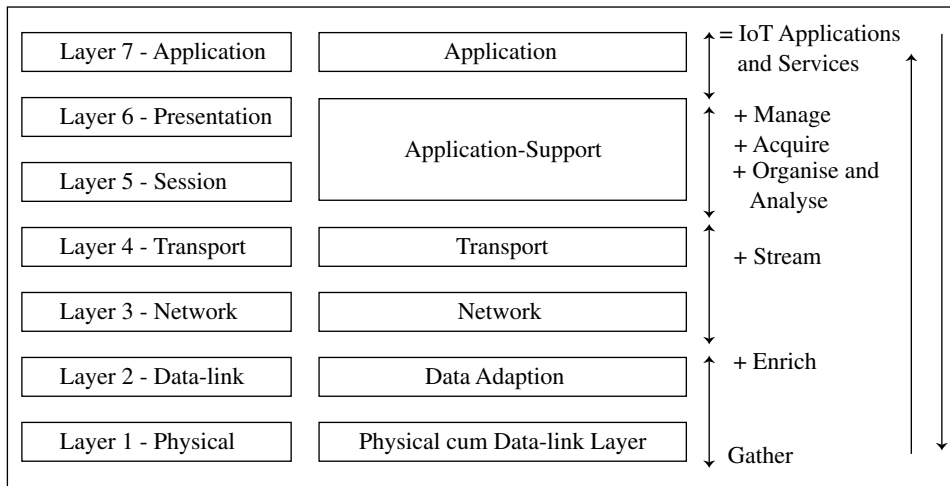 Layer 7 - Application
Application
= IoT Applications
and Services
Layer 6 - Presentation
Application-Support
+ Manage
+ Acquire
+ Organise and
Analyse
Layer 5 - Session
Layer 4 - Transport
Transport
+ Stream
Layer 3 - Network
Network
Layer 2 - Data-link
Data Adaption
+ Enrich
Layer 1 - Physical
Physical cum Data-link Layer
Gather